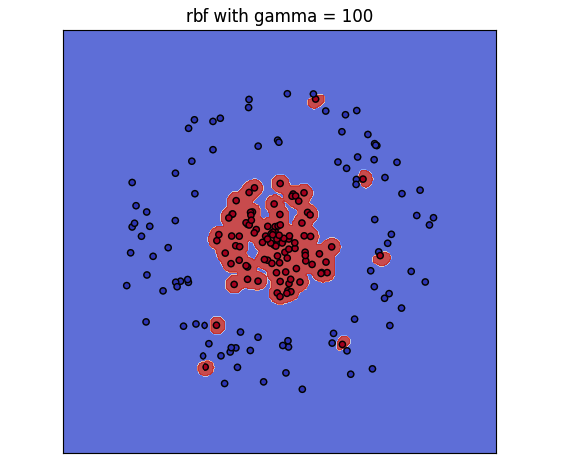 rbf with gamma = 100